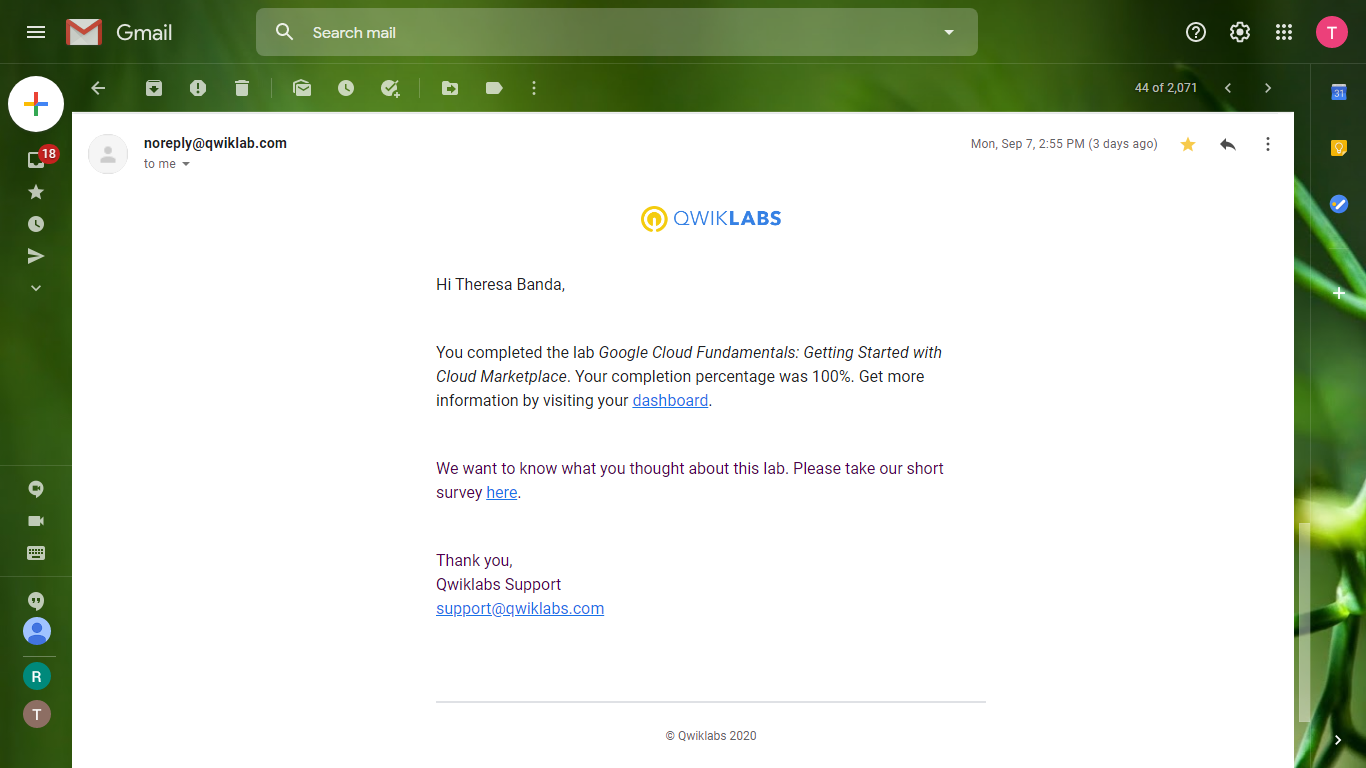 Gmail
Search mail
T
44 of 2,071
31
18
noreply@qwiklab.com
Mon, Sep 7, 2:55 PM (3 days ago)
to me
QWIKLABS
Hi Theresa Banda,
You completed the lab Google Cloud Fundamentals: Getting Started with
Cloud Marketplace. Your completion percentage was 100%. Get more
information by visiting your dashboard.
We want to know what you thought about this lab. Please take our short
survey here.
Thank you,
Qwiklabs Support
support@qwiklabs.com
R
T
© Qwiklabs 2020